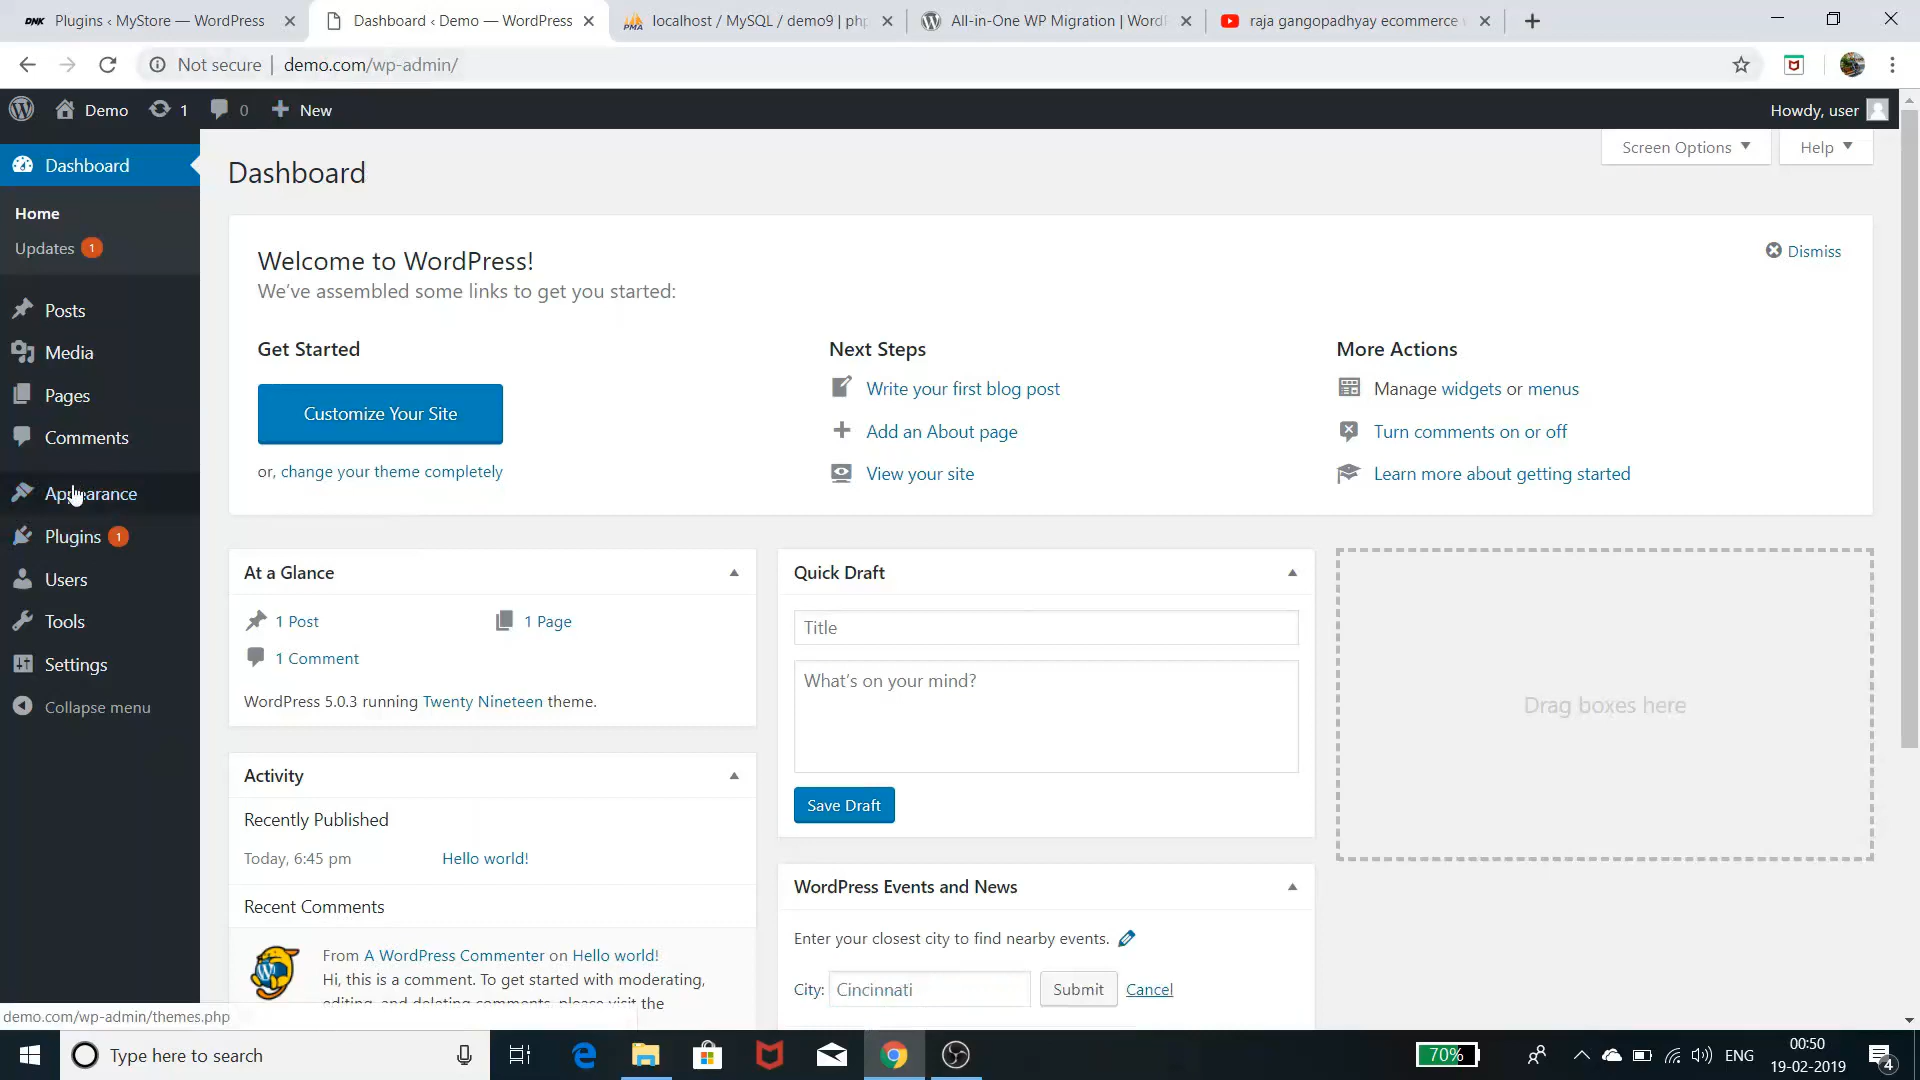 DNK Plugins ‹ MyStore — WordPress
Dashboard ‹ Demo — WordPress
PMA localhost / MySQL / demo9 | php
All-in-One WP Migration | Word
raja gangopadhyay ecommerce
Not secure | demo.com/wp-admin/
Demo 1 0 New
Howdy, user
Dashboard
Home
Updates 1
Posts
Media
Pages
Comments
Appearance
Plugins 1
Users
Tools
Settings
Collapse menu
Screen Options
Help
Dashboard
Welcome to WordPress!
We've assembled some links to get you started:
Dismiss
Get Started
Customize Your Site
or, change your theme completely
Next Steps
Write your first blog post
Add an About page
View your site
More Actions
Manage widgets or menus
Turn comments on or off
Learn more about getting started
At a Glance
1 Post
1 Page
1 Comment
WordPress 5.0.3 running Twenty Nineteen theme.
Activity
Recently Published
Today, 6:45 pm Hello world!
Recent Comments
From A WordPress Commenter on Hello world!
Hi, this is a comment. To get started with moderating,
editing, and deleting comments, please visit the
Quick Draft
Title
What's on your mind?
Save Draft
WordPress Events and News
Enter your closest city to find nearby events.
City: Cincinnati Submit Cancel
Drag boxes here
demo.com/wp-admin/themes.php
Type here to search
70%
ENG
00:50
19-02-2019
4